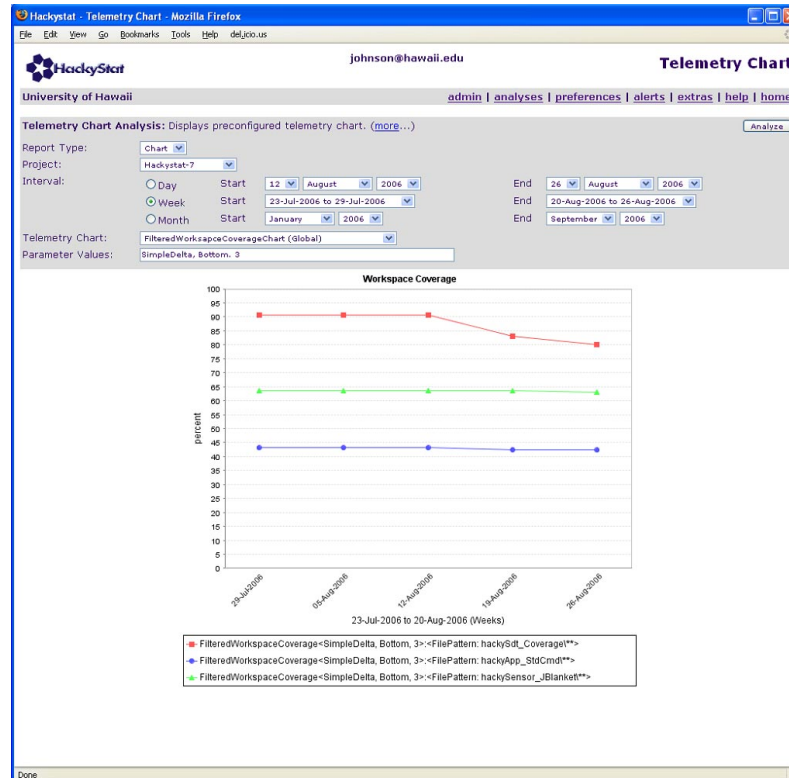 Hackystat - Telemetry Chart - Mozilla Firefox
File Edit View Go Bookmarks Tools Help del.icio.us
HackyStat
johnson@hawaii.edu
Telemetry Chart
University of Hawaii
admin | analyses | preferences | alerts | extras | help | home
Telemetry Chart Analysis: Displays preconfigured telemetry chart. (more...)
Analyze
Report Type: Chart
Project: Hackystat-7
Interval: Day Start 12 August 2006 End 26 August 2006
Week Start 23-Jul-2006 to 29-Jul-2006 End 20-Aug-2006 to 26-Aug-2006
Month Start January 2006 End September 2006
Telemetry Chart: FilteredWorksapceCoverageChart (Global)
Parameter Values: SimpleDelta, Bottom. 3
Workspace Coverage
percent
100
95
90
85
80
75
70
65
60
55
50
45
40
35
30
25
20
15
10
5
0
29-Jul-2006
05-Aug-2006
12-Aug-2006
19-Aug-2006
26-Aug-2006
23-Jul-2006 to 20-Aug-2006 (Weeks)
FilteredWorkspaceCoverage<SimpleDelta, Bottom, 3>:<FilePattern: hackySdt_Coverage\**>
FilteredWorkspaceCoverage<SimpleDelta, Bottom, 3>:<FilePattern: hackyApp_StdCmd\**>
FilteredWorkspaceCoverage<SimpleDelta, Bottom, 3>:<FilePattern: hackySensor_JBlanket\**>
Done